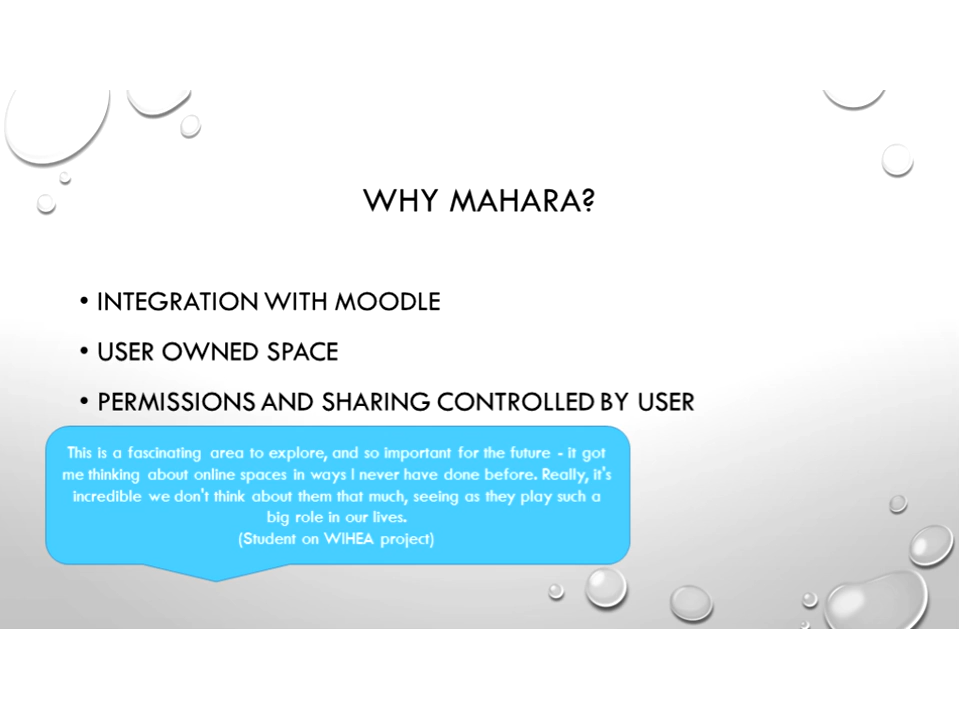 WHY MAHARA?
• INTEGRATION WITH MOODLE
• USER OWNED SPACE
• PERMISSIONS AND SHARING CONTROLLED BY USER
This is a fascinating area to explore, and so important for the future - it got
me thinking about online spaces in ways I never have done before. Really, it's
incredible we don't think about them that much, seeing as they play such a
big role in our lives.
(Student on WIHEA project)